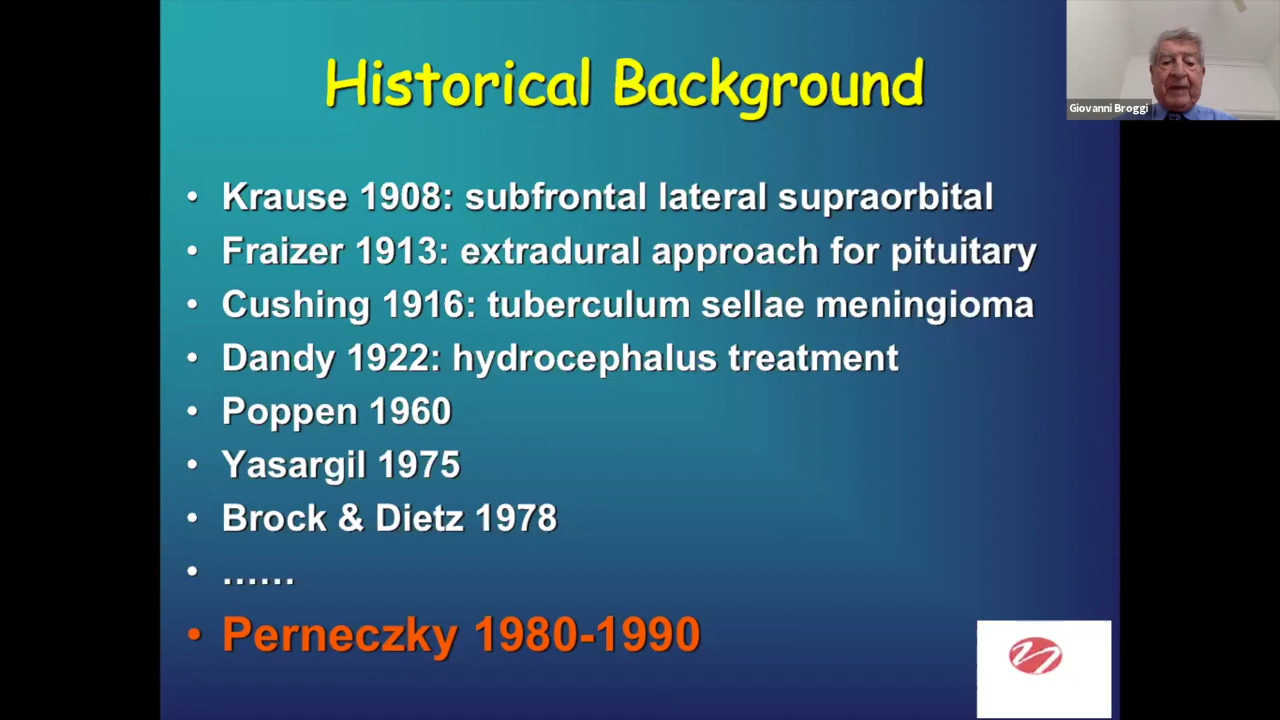 Historical Background
Giovanni Broggi
• Krause 1908: subfrontal lateral supraorbital
• Fraizer 1913: extradural approach for pituitary
• Cushing 1916: tuberculum sellae meningioma
• Dandy 1922: hydrocephalus treatment
• Poppen 1960
• Yasargil 1975
• Brock & Dietz 1978
• ......
• Perneczky 1980-1990